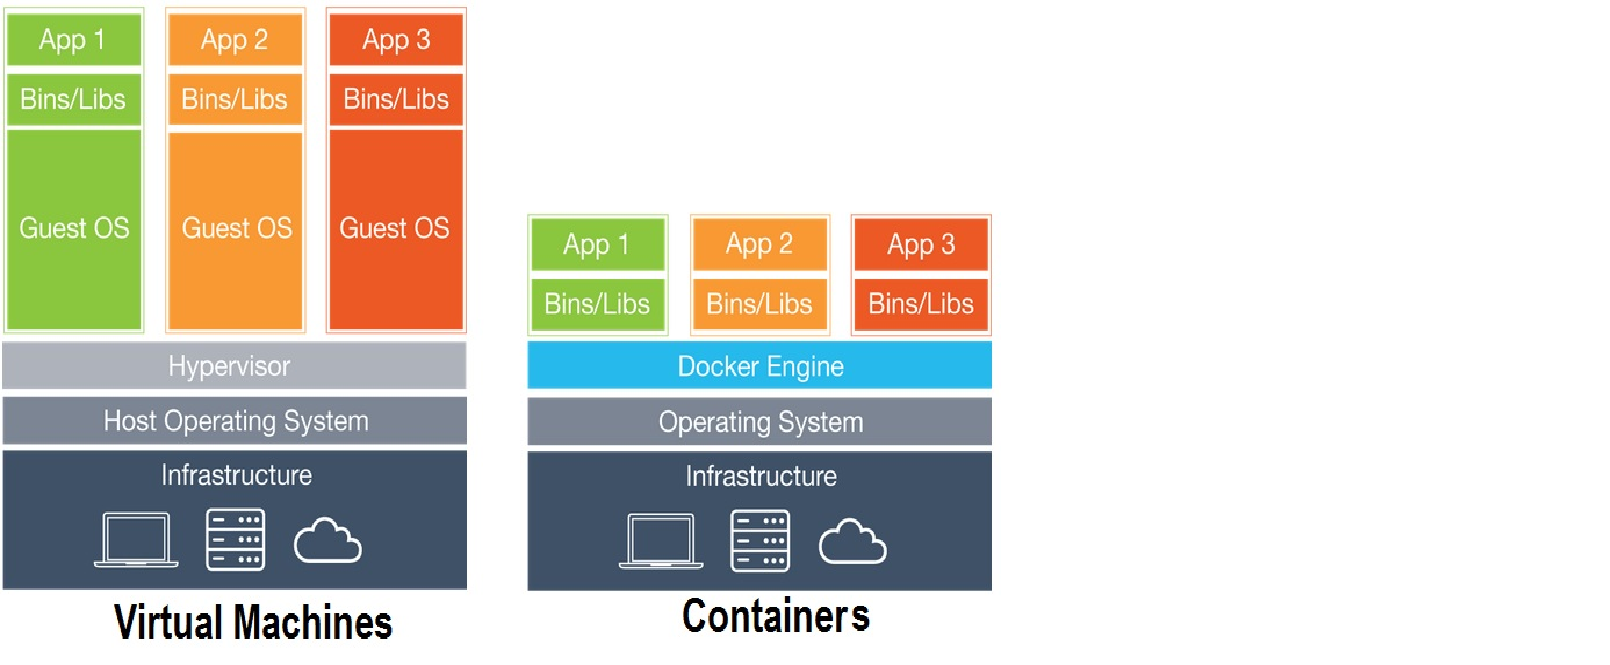 App 1
App 2
App 3
Bins/Libs
Bins/Libs
Bins/Libs
Guest OS
Guest OS
Guest OS
Hypervisor
Host Operating System
Infrastructure
Virtual Machines
App 1
App 2
App 3
Bins/Libs
Bins/Libs
Bins/Libs
Docker Engine
Operating System
Infrastructure
Containers